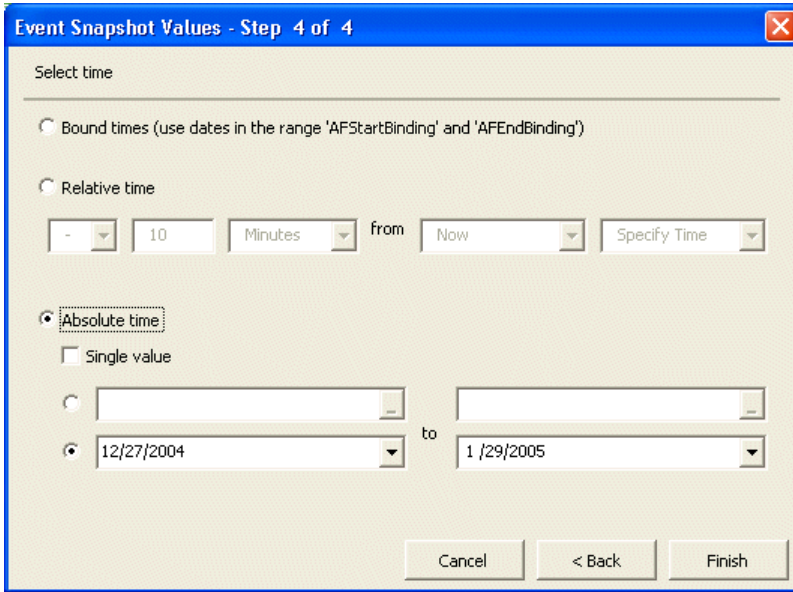 Event Snapshot Values - Step 4 of 4
Select time
Bound times (use dates in the range 'AFStartBinding' and 'AFEndBinding')
Relative time
- 10 Minutes from Now Specify Time
Absolute time
Single value
... ...
to
12/27/2004 1 /29/2005
Cancel < Back Finish